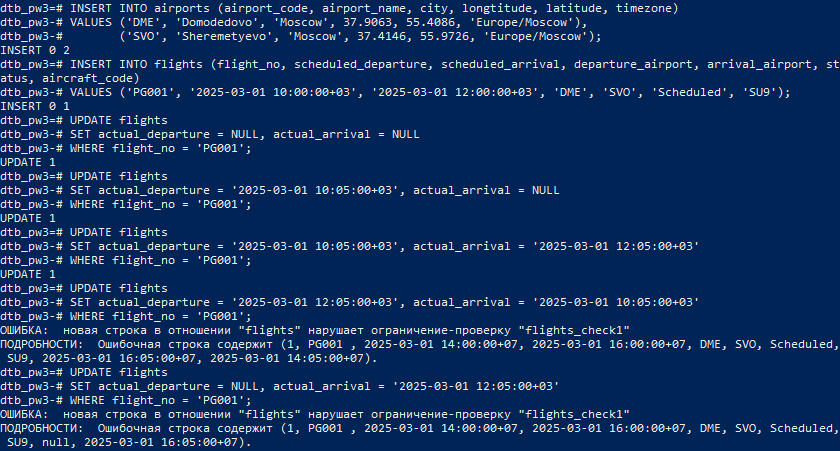 dtb_pw3=# INSERT INTO airports (airport_code, airport_name, city, longtitude, latitude, timezone)
dtb_pw3-# VALUES ('DME', 'Domodedovo', 'Moscow', 37.9063, 55.4086, 'Europe/Moscow'),
dtb_pw3-#        ('SVO', 'Sheremetyevo', 'Moscow', 37.4146, 55.9726, 'Europe/Moscow');
INSERT 0 2
dtb_pw3=# INSERT INTO flights (flight_no, scheduled_departure, scheduled_arrival, departure_airport, arrival_airport, st
atus, aircraft_code)
dtb_pw3-# VALUES ('PG001', '2025-03-01 10:00:00+03', '2025-03-01 12:00:00+03', 'DME', 'SVO', 'Scheduled', 'SU9');
INSERT 0 1
dtb_pw3=# UPDATE flights
dtb_pw3-# SET actual_departure = NULL, actual_arrival = NULL
dtb_pw3-# WHERE flight_no = 'PG001';
UPDATE 1
dtb_pw3=# UPDATE flights
dtb_pw3-# SET actual_departure = '2025-03-01 10:05:00+03', actual_arrival = NULL
dtb_pw3-# WHERE flight_no = 'PG001';
UPDATE 1
dtb_pw3=# UPDATE flights
dtb_pw3-# SET actual_departure = '2025-03-01 10:05:00+03', actual_arrival = '2025-03-01 12:05:00+03'
dtb_pw3-# WHERE flight_no = 'PG001';
UPDATE 1
dtb_pw3=# UPDATE flights
dtb_pw3-# SET actual_departure = '2025-03-01 12:05:00+03', actual_arrival = '2025-03-01 10:05:00+03'
dtb_pw3-# WHERE flight_no = 'PG001';
ОШИБКА:  новая строка в отношении "flights" нарушает ограничение-проверку "flights_check1"
ПОДРОБНОСТИ:  Ошибочная строка содержит (1, PG001 , 2025-03-01 14:00:00+07, 2025-03-01 16:00:00+07, DME, SVO, Scheduled,
 SU9, 2025-03-01 16:05:00+07, 2025-03-01 14:05:00+07).
dtb_pw3=# UPDATE flights
dtb_pw3-# SET actual_departure = NULL, actual_arrival = '2025-03-01 12:05:00+03'
dtb_pw3-# WHERE flight_no = 'PG001';
ОШИБКА:  новая строка в отношении "flights" нарушает ограничение-проверку "flights_check1"
ПОДРОБНОСТИ:  Ошибочная строка содержит (1, PG001 , 2025-03-01 14:00:00+07, 2025-03-01 16:00:00+07, DME, SVO, Scheduled,
 SU9, null, 2025-03-01 16:05:00+07).